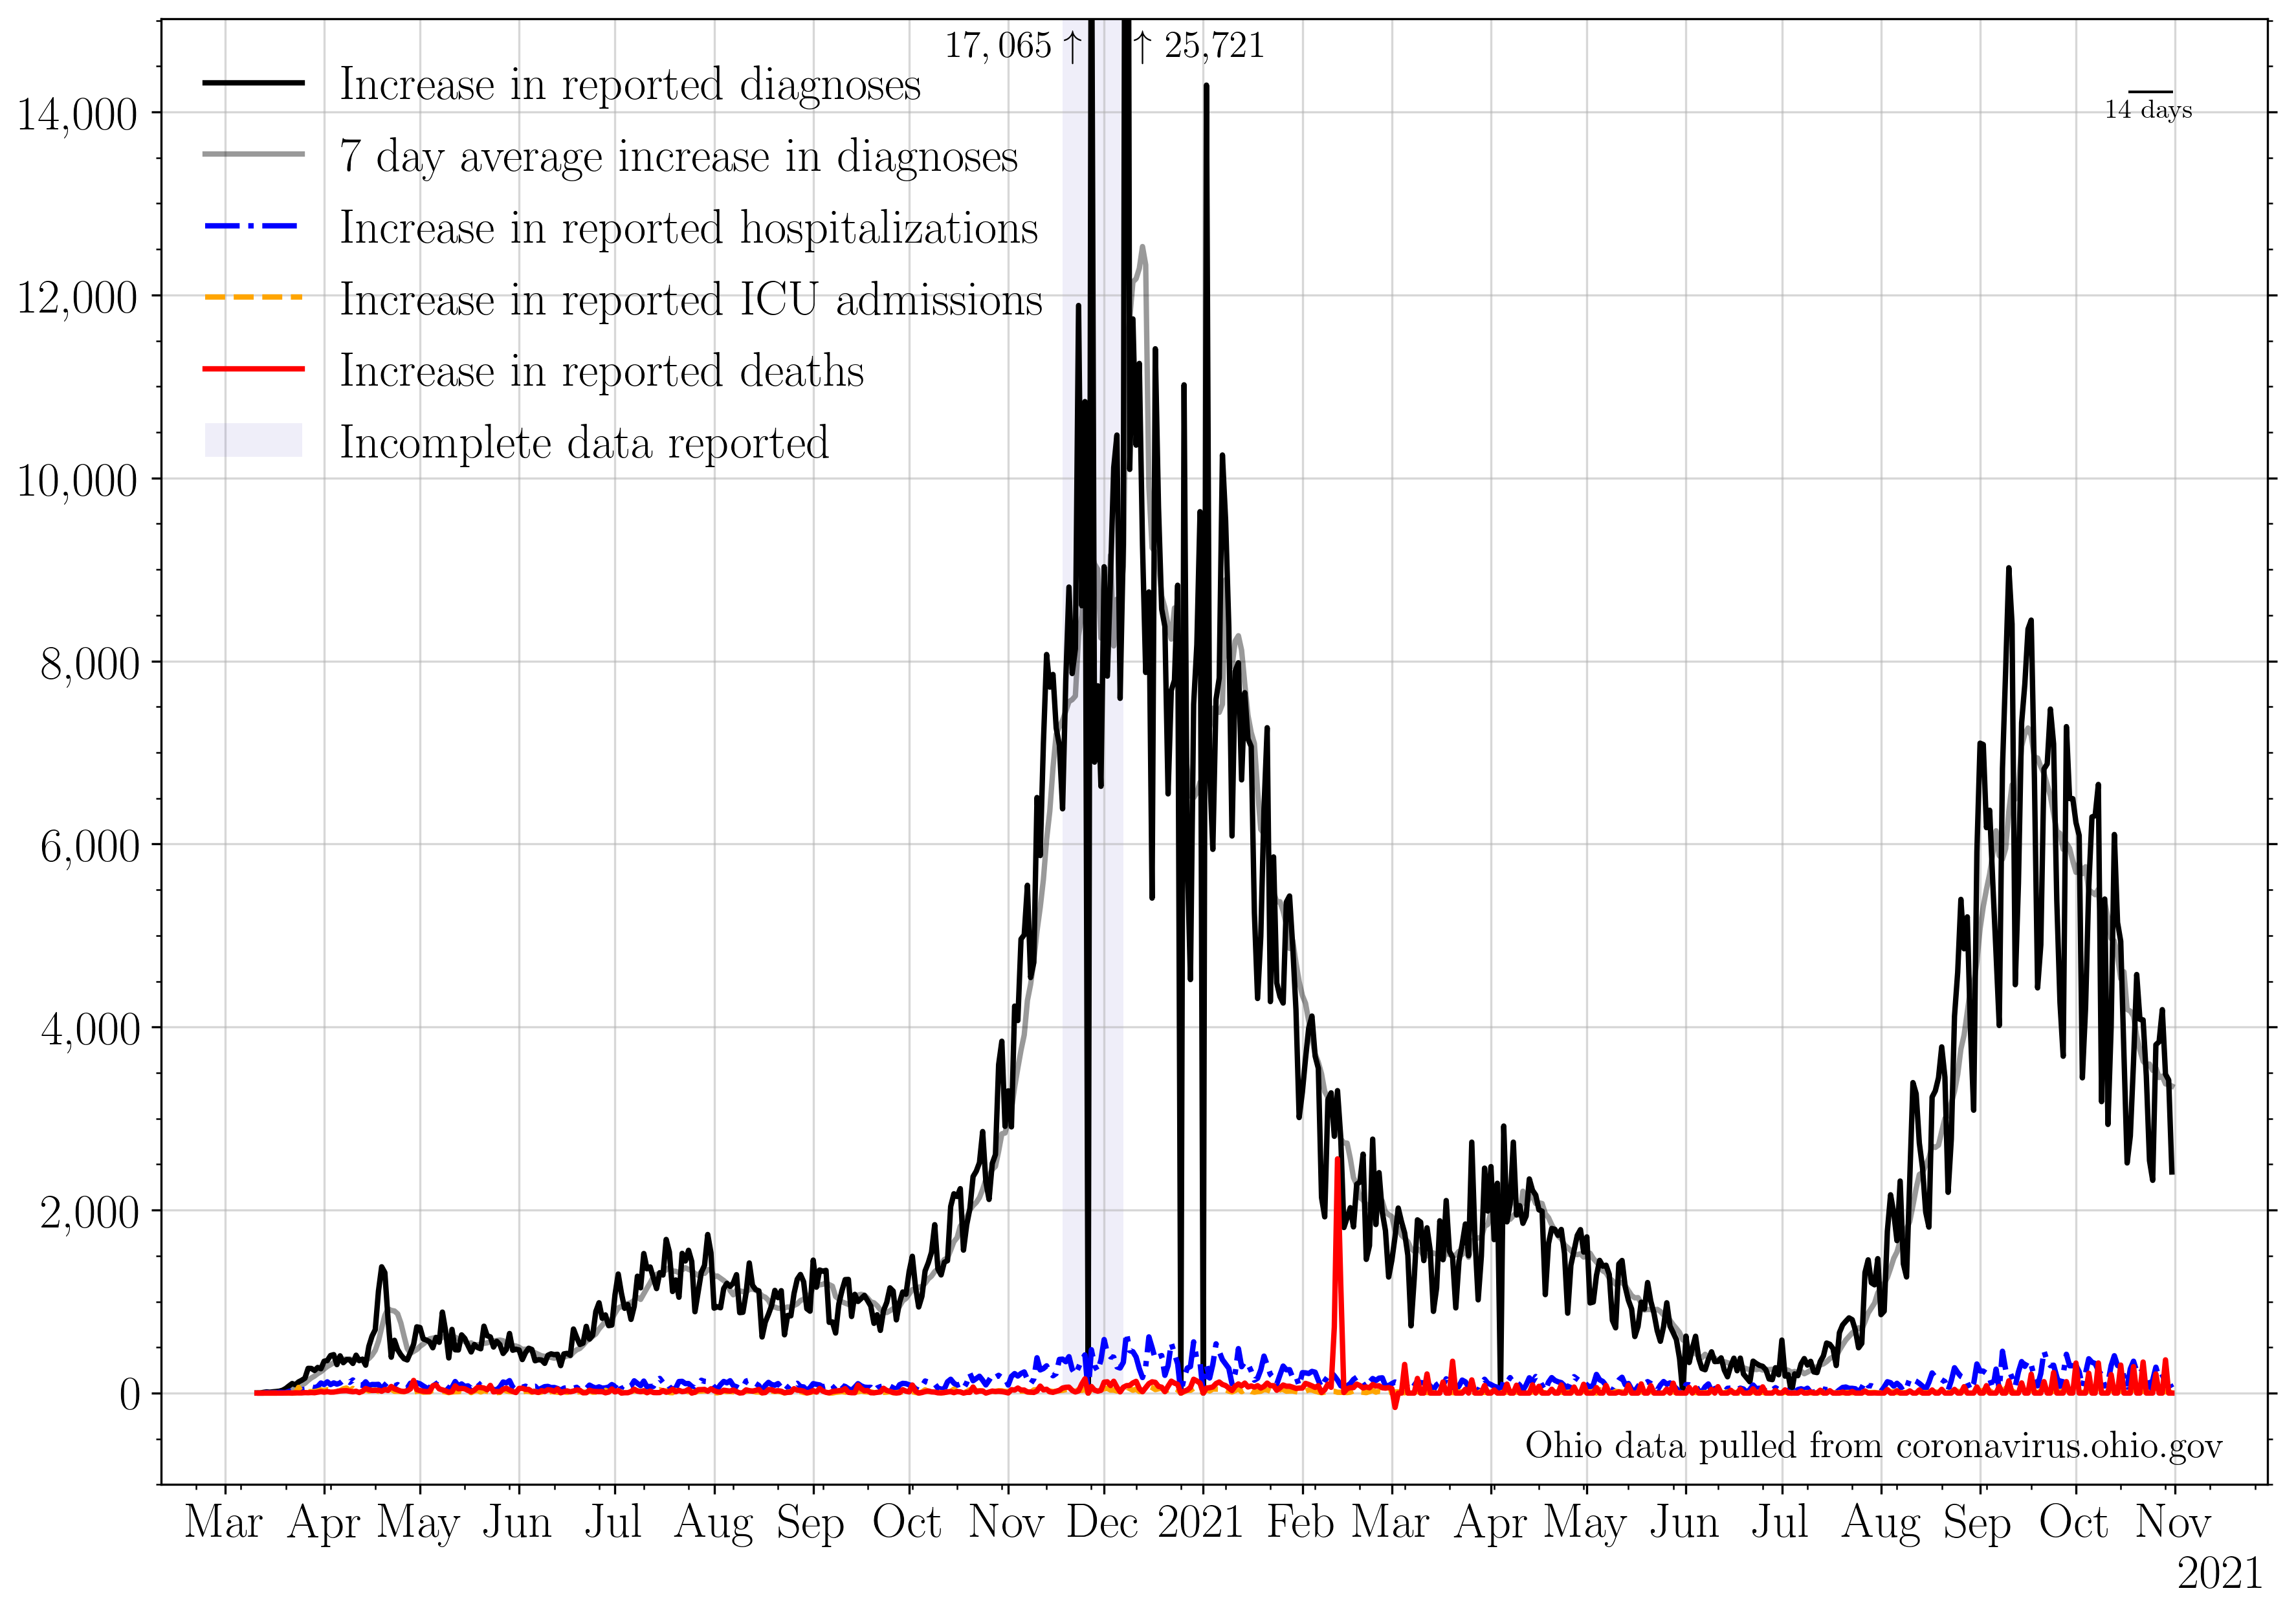 17, 065 ↑ ↑ 25,721
Increase in reported diagnoses
7 day average increase in diagnoses
Increase in reported hospitalizations
Increase in reported ICU admissions
Increase in reported deaths
Incomplete data reported
14 days
14,000
12,000
10,000
8,000
6,000
4,000
2,000
0
Ohio data pulled from coronavirus.ohio.gov
Mar Apr May Jun Jul Aug Sep Oct Nov Dec 2021 Feb Mar Apr May Jun Jul Aug Sep Oct Nov
2021